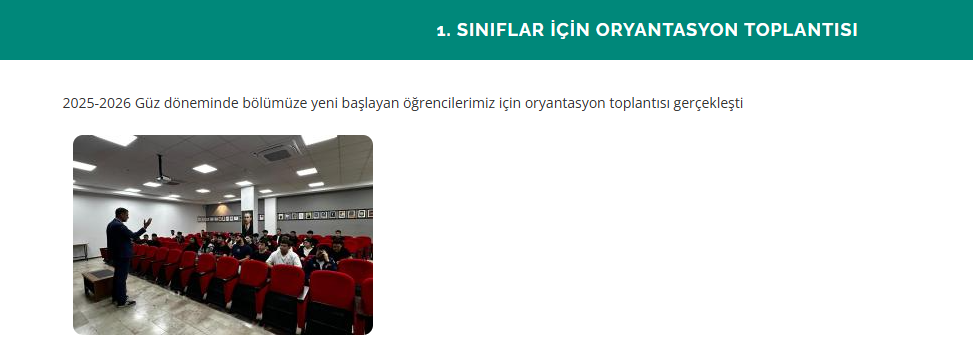 1. SINIFLAR İÇİN ORYANTASYON TOPLANTISI
2025-2026 Güz döneminde bölümüze yeni başlayan öğrencilerimiz için oryantasyon toplantısı gerçekleşti